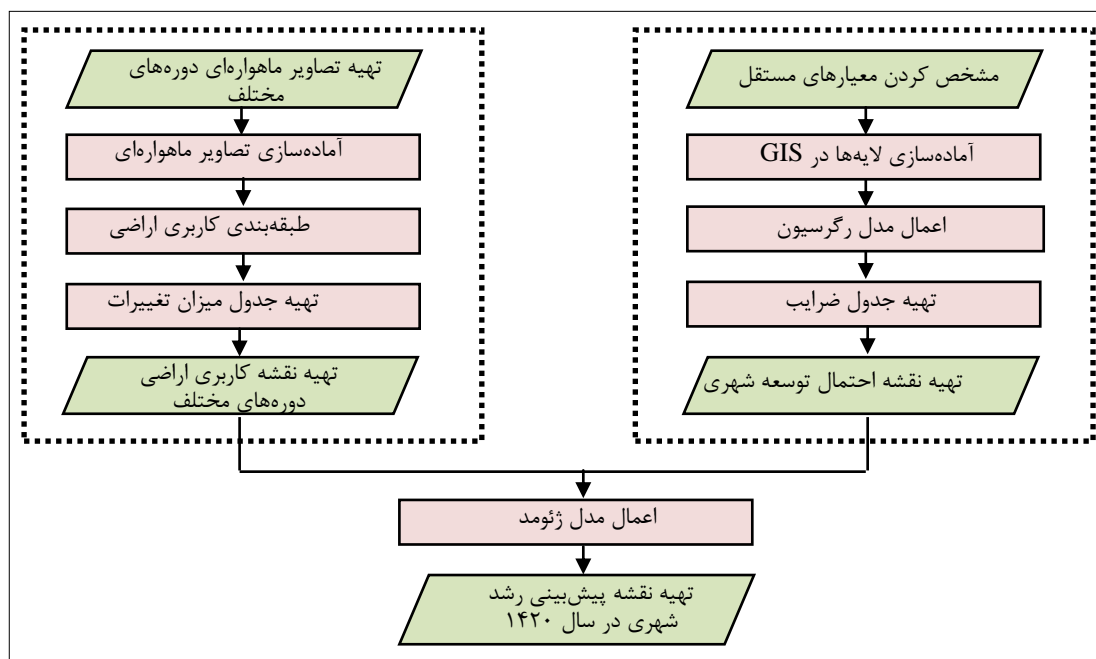 مشخص کردن معیارهای مستقل
آماده‌سازی لایه‌ها در GIS
اعمال مدل رگرسیون
تهیه جدول ضرایب
تهیه نقشه احتمال توسعه شهری
تهیه تصاویر ماهواره‌ای دوره‌های
مختلف
آماده‌سازی تصاویر ماهواره‌ای
طبقه‌بندی کاربری اراضی
تهیه جدول میزان تغییرات
تهیه نقشه کاربری اراضی
دوره‌های مختلف
اعمال مدل ژئومد
تهیه نقشه پیش‌بینی رشد
شهری در سال ۱۴۲۰